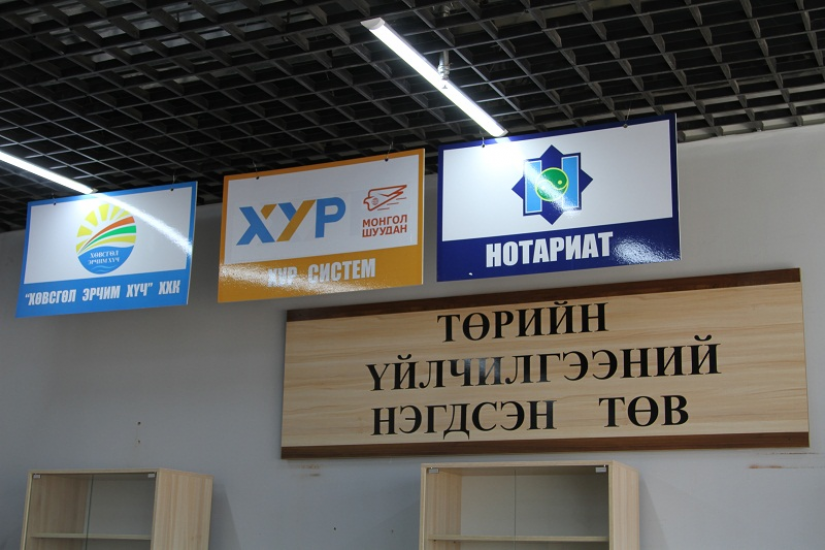 ХӨВСГӨЛ
ЭРЧИМ ХҮЧ
"ХӨВСГӨЛ ЭРЧИМ ХҮЧ" ХХК
ХУР
МОНГОЛ
ШУУДАН
ХУР СИСТЕМ
НОТАРИАТ
ТӨРИЙН
ҮЙЛЧИЛГЭЭНИЙ
НЭГДСЭН ТӨВ